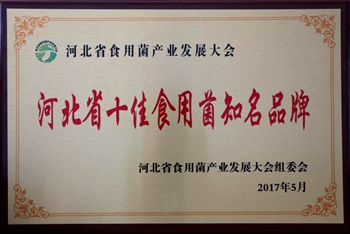 河北省食用菌产业发展大会
河北省十佳食用菌知名品牌
河北省食用菌产业发展大会组委会
2017年5月